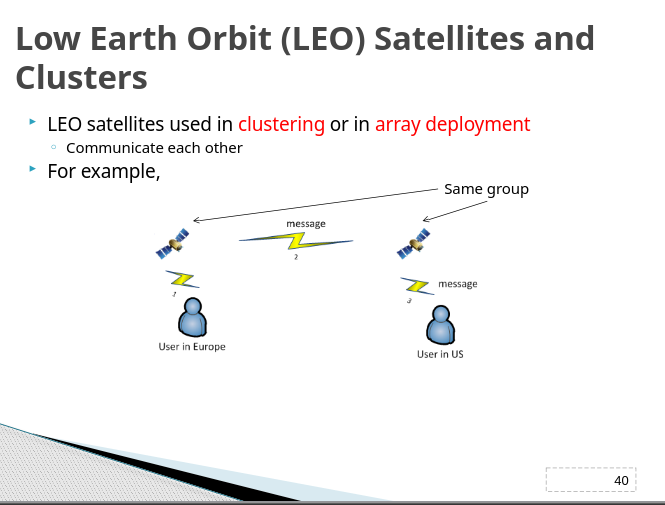 Low Earth Orbit (LEO) Satellites and
Clusters
LEO satellites used in clustering or in array deployment
Communicate each other
For example,
Same group
message
2
1
message
3
User in Europe
User in US
40